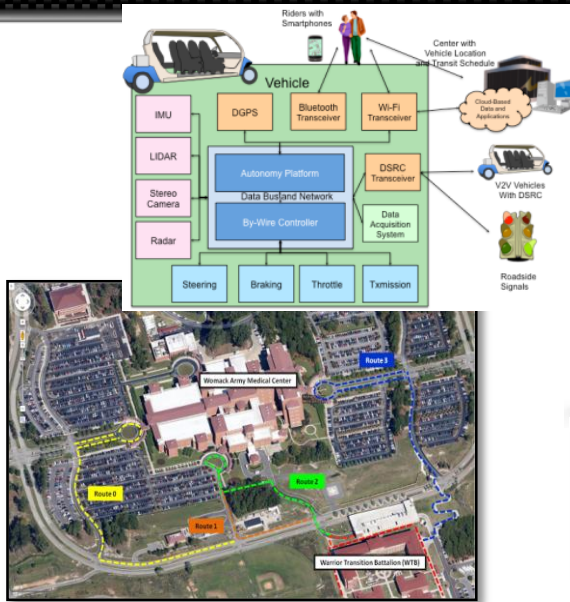 Riders with
Smartphones
Center with
Vehicle Location
and Transit Schedule
Vehicle
Cloud-Based
Data and
Applications
IMU
DGPS
Bluetooth
Transceiver
Wi-Fi
Transceiver
LIDAR
Autonomy Platform
DSRC
Transceiver
Stereo
Camera
Data Bus and Network
V2V Vehicles
With DSRC
By-Wire Controller
Data
Acquisition
System
Radar
Roadside
Signals
Steering
Braking
Throttle
Txmission
Route 3
Womack Army Medical Center
Route 2
Route 0
Route 1
Warrior Transition Battalion (WTB)